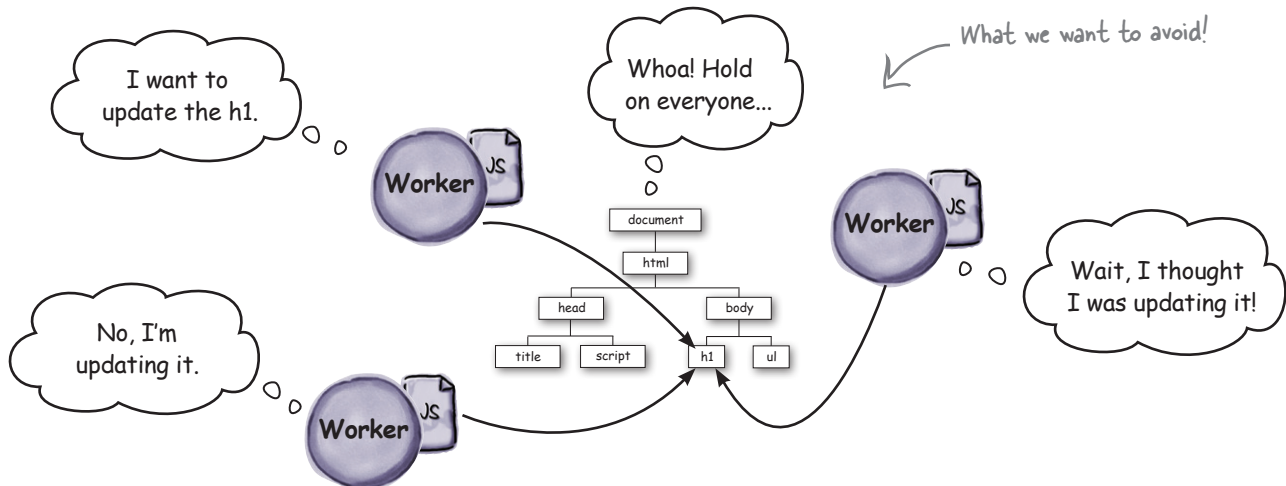 What we want to avoid!
I want to
update the h1.
Whoa! Hold
on everyone...
Worker
JS
document
html
head
body
title
script
h1
ul
Worker
JS
Wait, I thought
I was updating it!
No, I'm
updating it.
Worker
JS